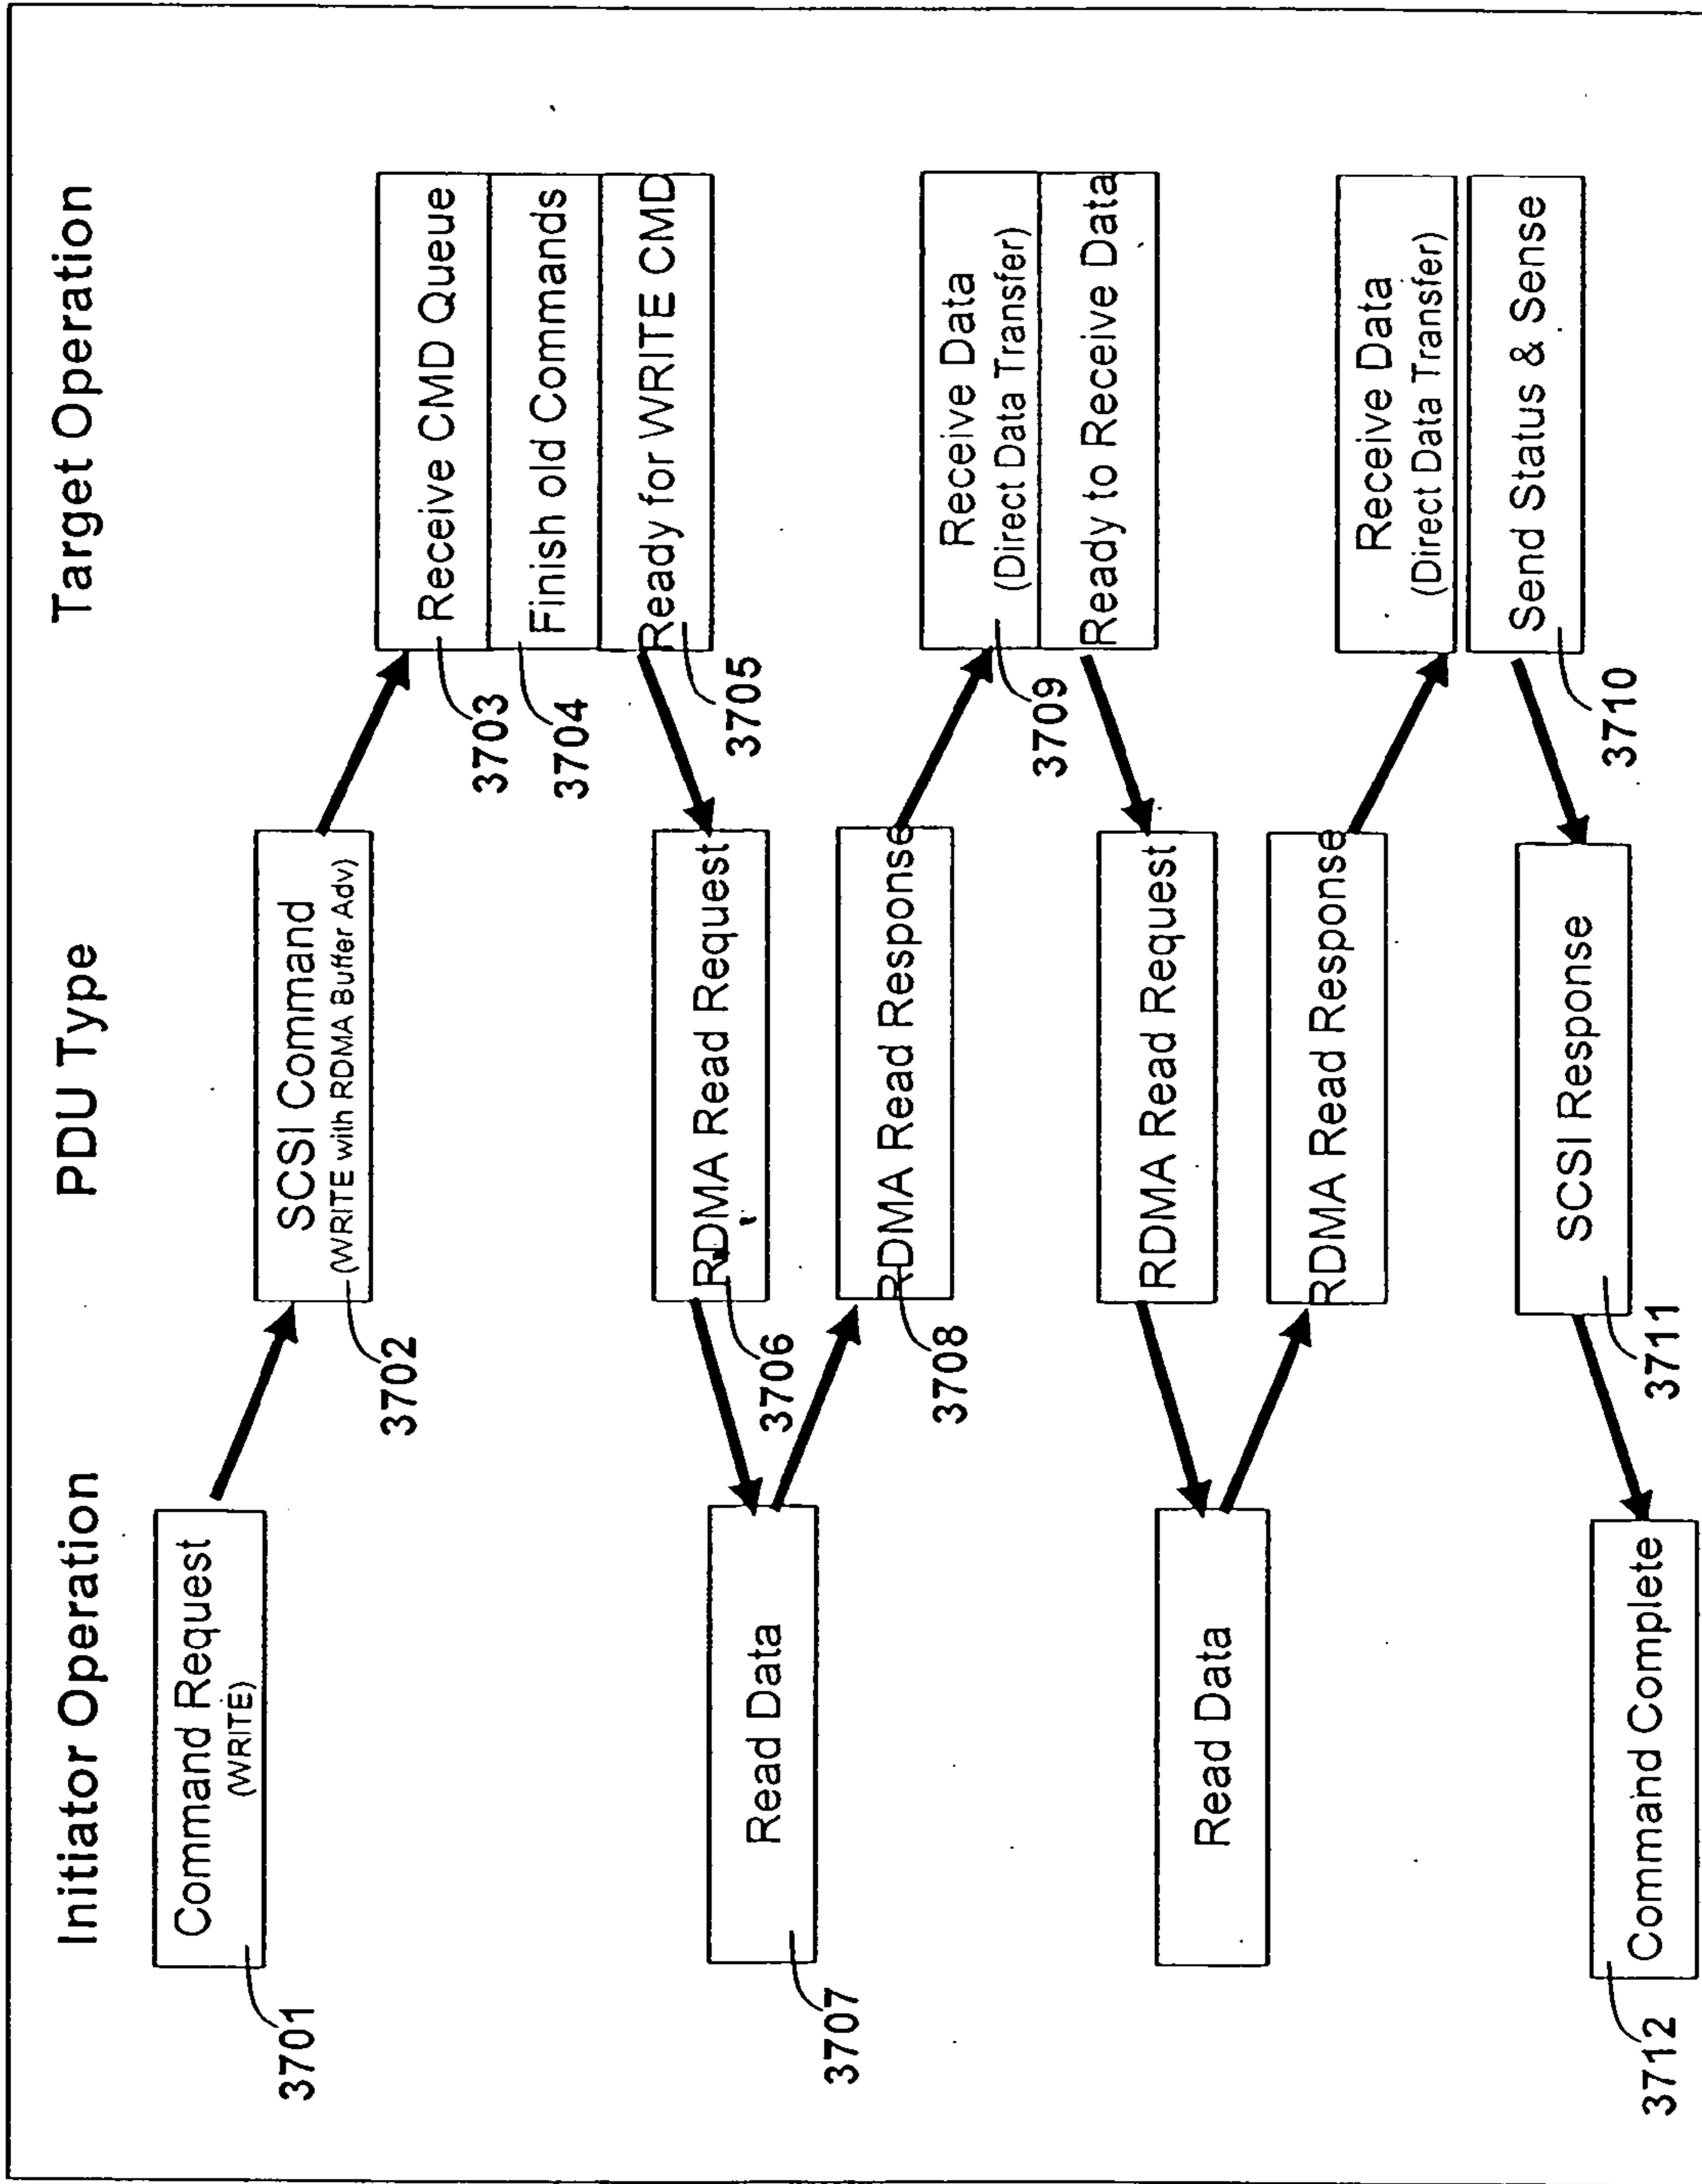 Initiator Operation
PDU Type
Target Operation
Command Request
(WRITE)
3701
SCSI Command
(WRITE with RDMA Buffer Adv)
3702
Receive CMD Queue
3703
Finish old Commands
3704
Ready for WRITE CMD
3705
RDMA Read Request
3706
Read Data
3707
RDMA Read Response
3708
Receive Data
(Direct Data Transfer)
3709
Ready to Receive Data
RDMA Read Request
Read Data
RDMA Read Response
Receive Data
(Direct Data Transfer)
Send Status & Sense
3710
SCSI Response
3711
Command Complete
3712